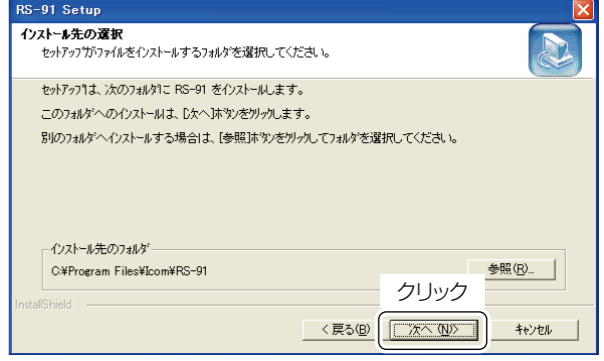 RS-91 Setup
インストール先の選択
セットアップがファイルをインストールするフォルダを選択してください。
セットアップは、次のフォルダに RS-91 をインストールします。
このフォルダへのインストールは、[次へ]ボタンをクリックします。
別のフォルダへインストールする場合は、[参照]ボタンをクリックしてフォルダを選択してください。
インストール先のフォルダ
C:¥Program Files¥Icom¥RS-91
参照(R)...
クリック
InstallShield
< 戻る(B)
次へ(N)>
キャンセル